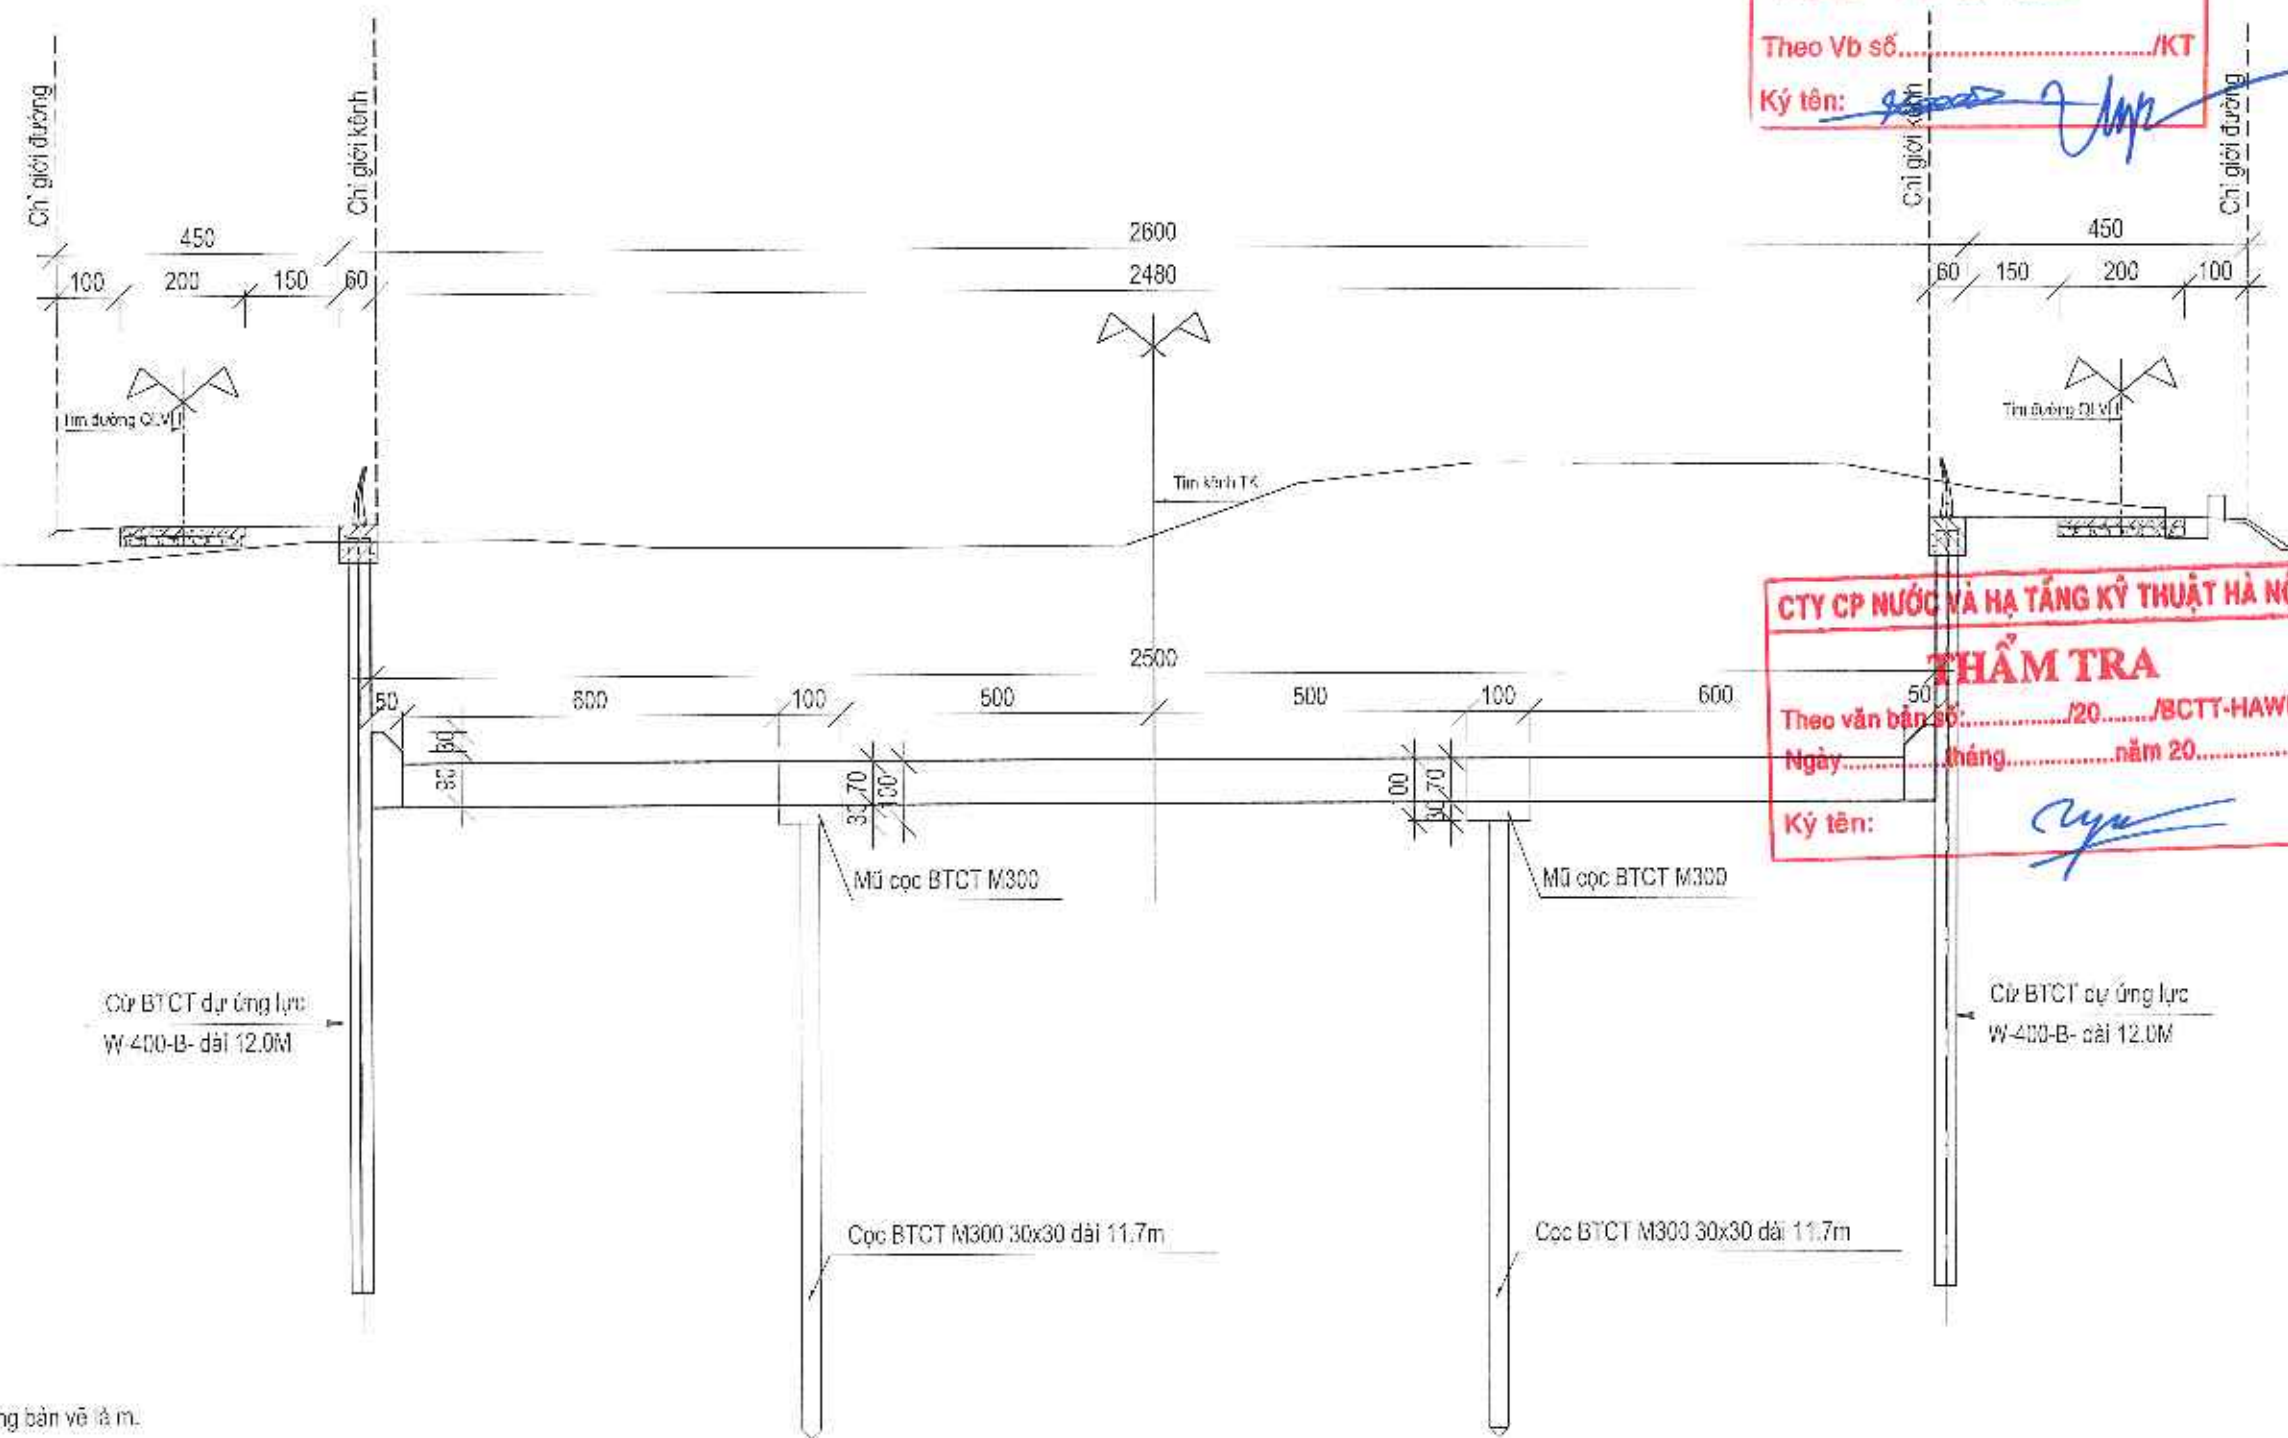 Theo Vb số................................/KT
Ký tên:
Chỉ giới đường
Chỉ giới kênh
Chỉ giới kênh
Chỉ giới đường
450
2600
450
100
200
150
60
2480
60
150
200
100
Tim đường QLVH
Tim đường QLVH
Tim kênh TK
CTY CP NƯỚC VÀ HẠ TẦNG KỸ THUẬT HÀ NỘ
THẨM TRA
Theo văn bản số:............../20......./BCTT-HAW
Ngày..............tháng..............năm 20............
Ký tên:
2500
50
600
100
500
500
100
600
50
30
70
100
70
30
Mũ cọc BTCT M300
Mũ cọc BTCT M300
Cừ BTCT dự ứng lực
W-400-B- dài 12.0M
Cừ BTCT dự ứng lực
W-400-B- dài 12.0M
Cọc BTCT M300 30x30 dài 11.7m
Cọc BTCT M300 30x30 dài 11.7m
ng bản vẽ là m.